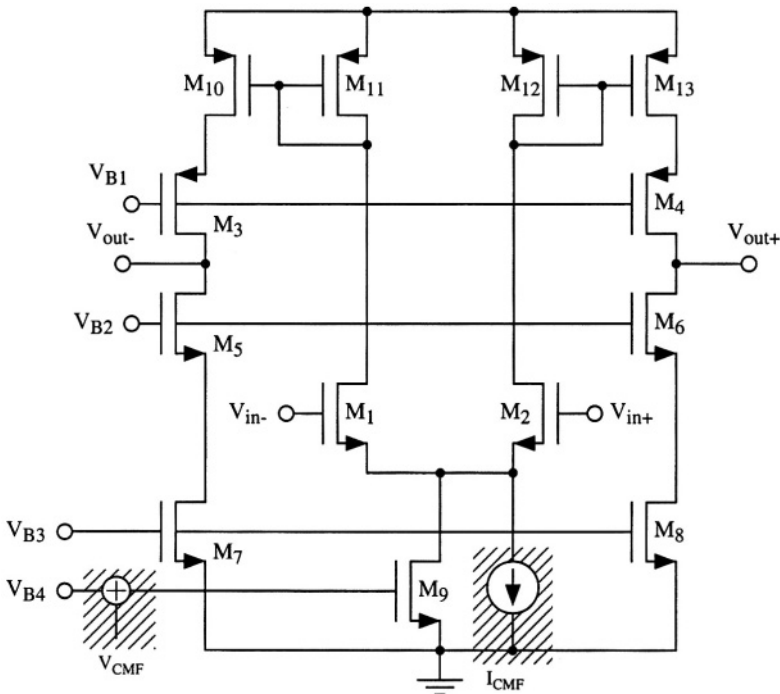 M10
M11
M12
M13
VB1
M3
M4
Vout-
Vout+
VB2
M5
M6
Vin-
M1
M2
Vin+
VB3
M7
M8
VB4
+
M9
VCMF
ICMF